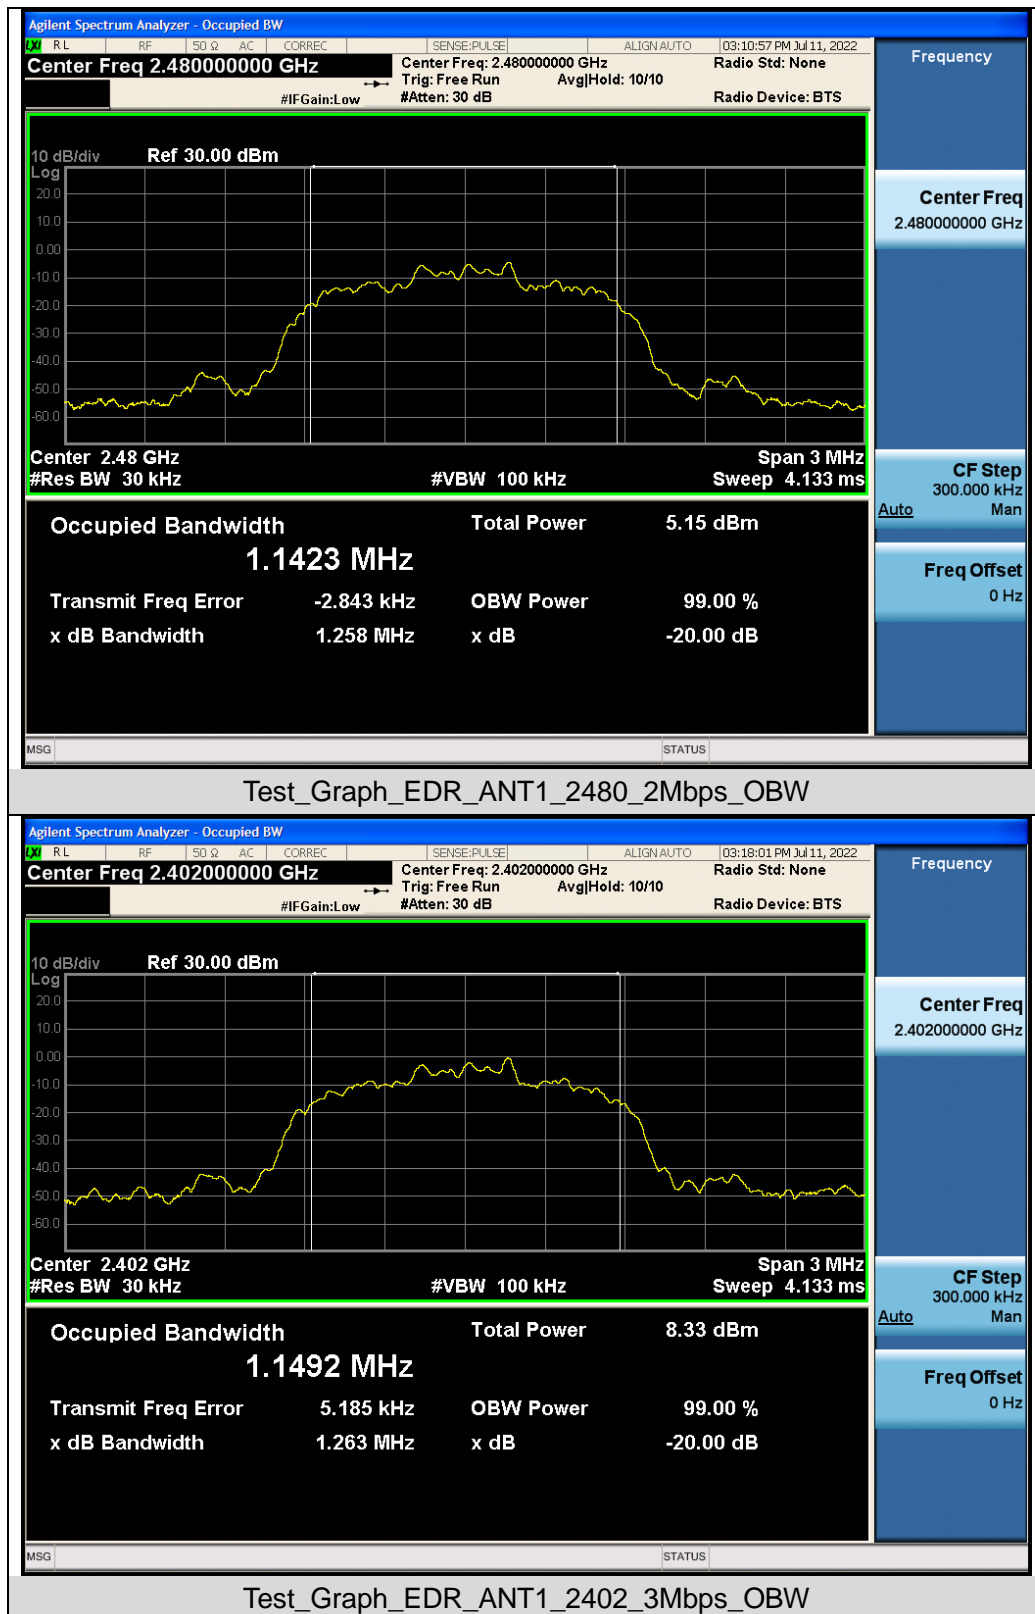 Agilent Spectrum Analyzer - Occupied BW
LXI RL RF 50 Ω AC CORREC SENSE:PULSE ALIGN AUTO 03:10:57 PM Jul 11, 2022
Center Freq 2.480000000 GHz Center Freq: 2.480000000 GHz Radio Std: None Frequency
Trig: Free Run Avg|Hold: 10/10
#IFGain:Low #Atten: 30 dB Radio Device: BTS
10 dB/div Ref 30.00 dBm
Log
20.0
10.0
0.00
-10.0
-20.0
-30.0
-40.0
-50.0
-60.0
Center Freq
2.480000000 GHz
Center 2.48 GHz Span 3 MHz
#Res BW 30 kHz #VBW 100 kHz Sweep 4.133 ms
CF Step
300.000 kHz
Auto Man
Occupied Bandwidth Total Power 5.15 dBm
1.1423 MHz
Transmit Freq Error -2.843 kHz OBW Power 99.00 %
x dB Bandwidth 1.258 MHz x dB -20.00 dB
Freq Offset
0 Hz
MSG STATUS
Test_Graph_EDR_ANT1_2480_2Mbps_OBW
Agilent Spectrum Analyzer - Occupied BW
LXI RL RF 50 Ω AC CORREC SENSE:PULSE ALIGN AUTO 03:18:01 PM Jul 11, 2022
Center Freq 2.402000000 GHz Center Freq: 2.402000000 GHz Radio Std: None Frequency
Trig: Free Run Avg|Hold: 10/10
#IFGain:Low #Atten: 30 dB Radio Device: BTS
10 dB/div Ref 30.00 dBm
Log
20.0
10.0
0.00
-10.0
-20.0
-30.0
-40.0
-50.0
-60.0
Center Freq
2.402000000 GHz
Center 2.402 GHz Span 3 MHz
#Res BW 30 kHz #VBW 100 kHz Sweep 4.133 ms
CF Step
300.000 kHz
Auto Man
Occupied Bandwidth Total Power 8.33 dBm
1.1492 MHz
Transmit Freq Error 5.185 kHz OBW Power 99.00 %
x dB Bandwidth 1.263 MHz x dB -20.00 dB
Freq Offset
0 Hz
MSG STATUS
Test_Graph_EDR_ANT1_2402_3Mbps_OBW